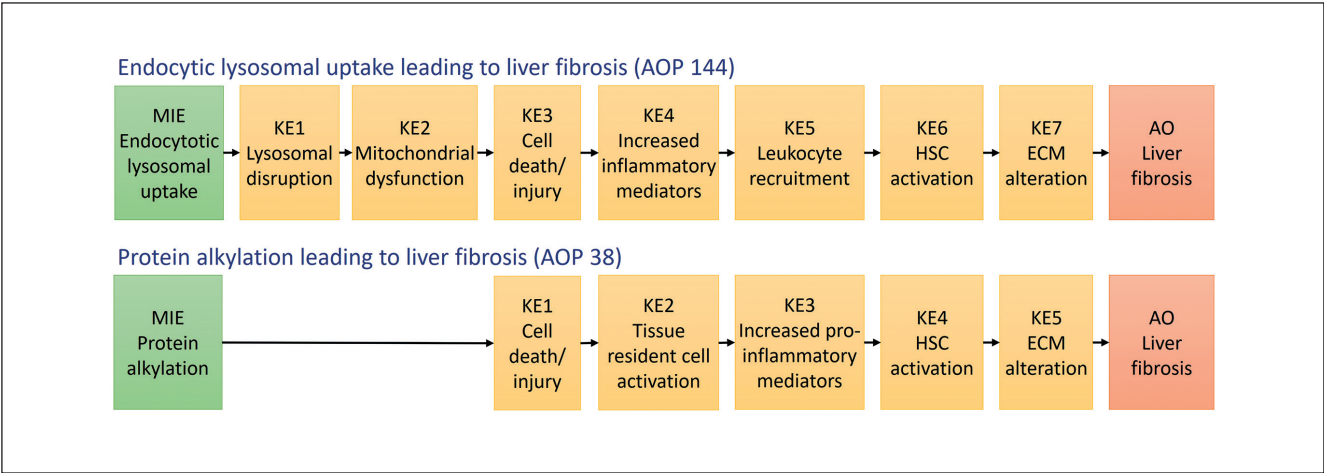 Endocytic lysosomal uptake leading to liver fibrosis (AOP 144)
MIE
Endocytotic
lysosomal
uptake
KE1
Lysosomal
disruption
KE2
Mitochondrial
dysfunction
KE3
Cell
death/
injury
KE4
Increased
inflammatory
mediators
KE5
Leukocyte
recruitment
KE6
HSC
activation
KE7
ECM
alteration
AO
Liver
fibrosis
Protein alkylation leading to liver fibrosis (AOP 38)
MIE
Protein
alkylation
KE1
Cell
death/
injury
KE2
Tissue
resident cell
activation
KE3
Increased pro-
inflammatory
mediators
KE4
HSC
activation
KE5
ECM
alteration
AO
Liver
fibrosis